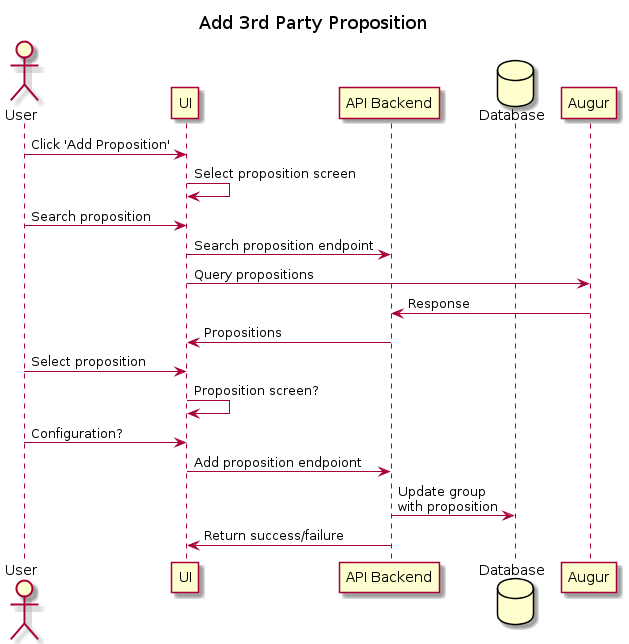 Add 3rd Party Proposition
User
UI
API Backend
Database
Augur
Click 'Add Proposition'
Select proposition screen
Search proposition
Search proposition endpoint
Query propositions
Response
Propositions
Select proposition
Proposition screen?
Configuration?
Add proposition endpoiont
Update group
with proposition
Return success/failure
User
UI
API Backend
Database
Augur